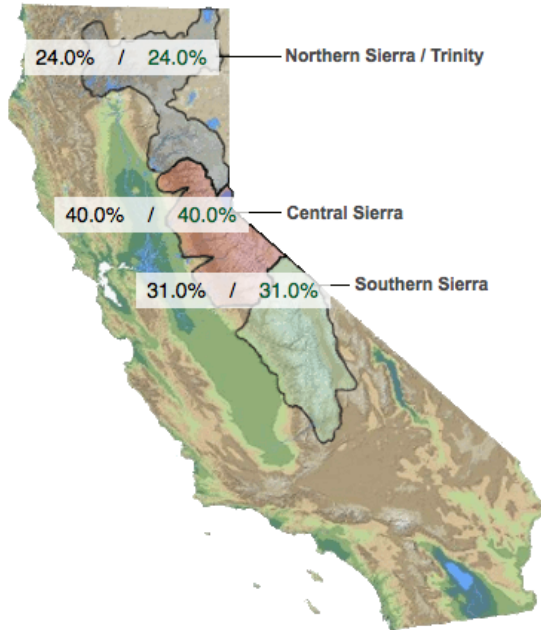 24.0% / 24.0% Northern Sierra / Trinity
40.0% / 40.0% Central Sierra
31.0% / 31.0% Southern Sierra